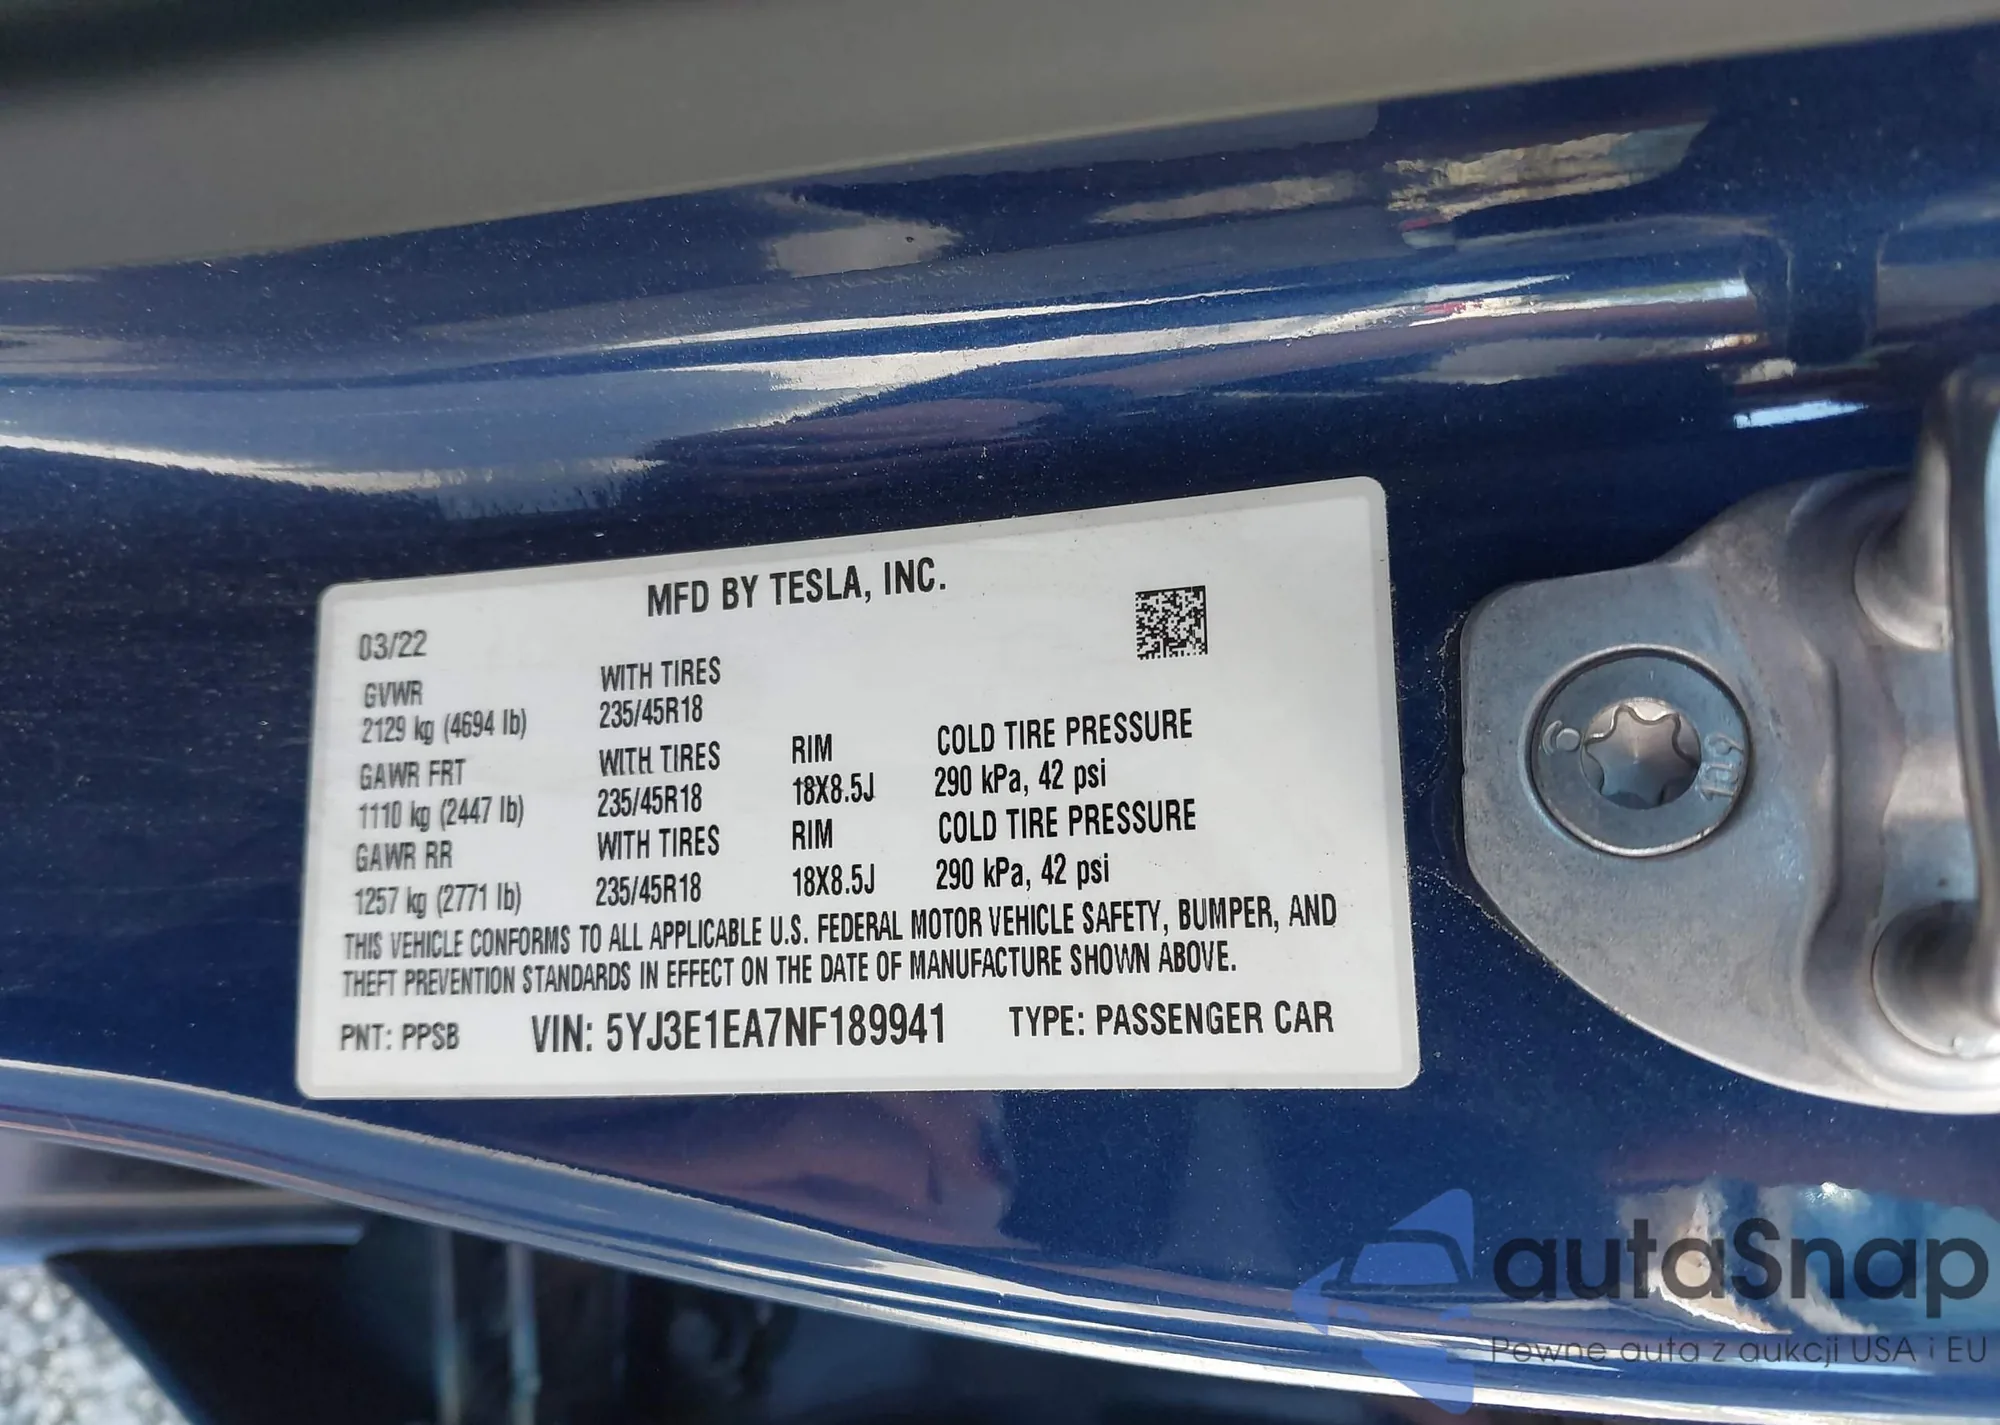 MFD BY TESLA, INC.
03/22
GVWR WITH TIRES
2129 kg (4694 lb) 235/45R18
GAWR FRT WITH TIRES RIM COLD TIRE PRESSURE
1110 kg (2447 lb) 235/45R18 18X8.5J 290 kPa, 42 psi
GAWR RR WITH TIRES RIM COLD TIRE PRESSURE
1257 kg (2771 lb) 235/45R18 18X8.5J 290 kPa, 42 psi
THIS VEHICLE CONFORMS TO ALL APPLICABLE U.S. FEDERAL MOTOR VEHICLE SAFETY, BUMPER, AND
THEFT PREVENTION STANDARDS IN EFFECT ON THE DATE OF MANUFACTURE SHOWN ABOVE.
PNT: PPSB VIN: 5YJ3E1EA7NF189941 TYPE: PASSENGER CAR
10.9
autaSnap
Pewne auta z aukcji USA i EU